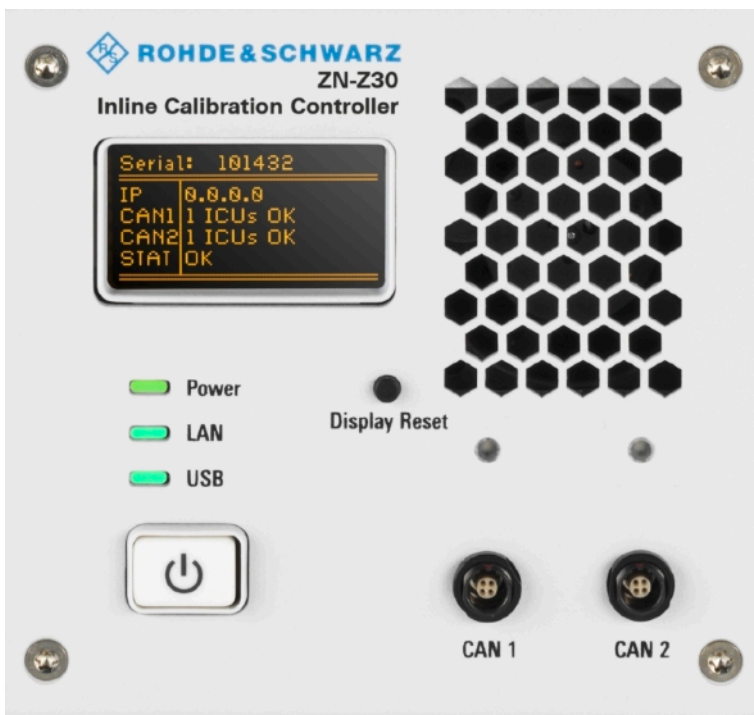 R&S ROHDE&SCHWARZ
ZN-Z30
Inline Calibration Controller
Serial: 101432
IP 0.0.0.0
CAN1 1 ICUs OK
CAN2 1 ICUs OK
STAT OK
Power
Display Reset
LAN
USB
CAN 1 CAN 2